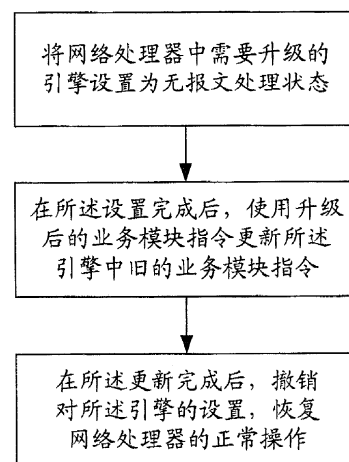 将网络处理器中需要升级的
引擎设置为无报文处理状态
在所述设置完成后，使用升级
后的业务模块指令更新所述
引擎中旧的业务模块指令
在所述更新完成后，撤销
对所述引擎的设置，恢复
网络处理器的正常操作